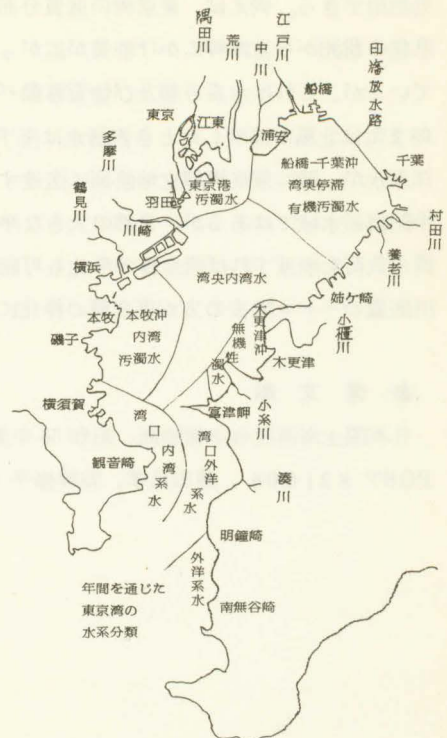 隅田川
荒川
中川
江戸川
印旛放水路
多摩川
鶴見川
東京
江東
浦安
船橋
千葉
村田川
養老川
姉ケ崎
小櫃川
木更津
小糸川
湊川
羽田
川崎
横浜
本牧
磯子
横須賀
観音崎
富津岬
明鐘崎
南無谷崎
東京港
汚濁水
船橋-千葉沖
湾奥停滞
有機汚濁水
湾央内湾水
本牧沖
内湾
汚濁水
木更津沖
無機性
濁水
湾口内湾系水
湾口外洋系水
外洋系水
年間を通じた
東京湾の
水系分類